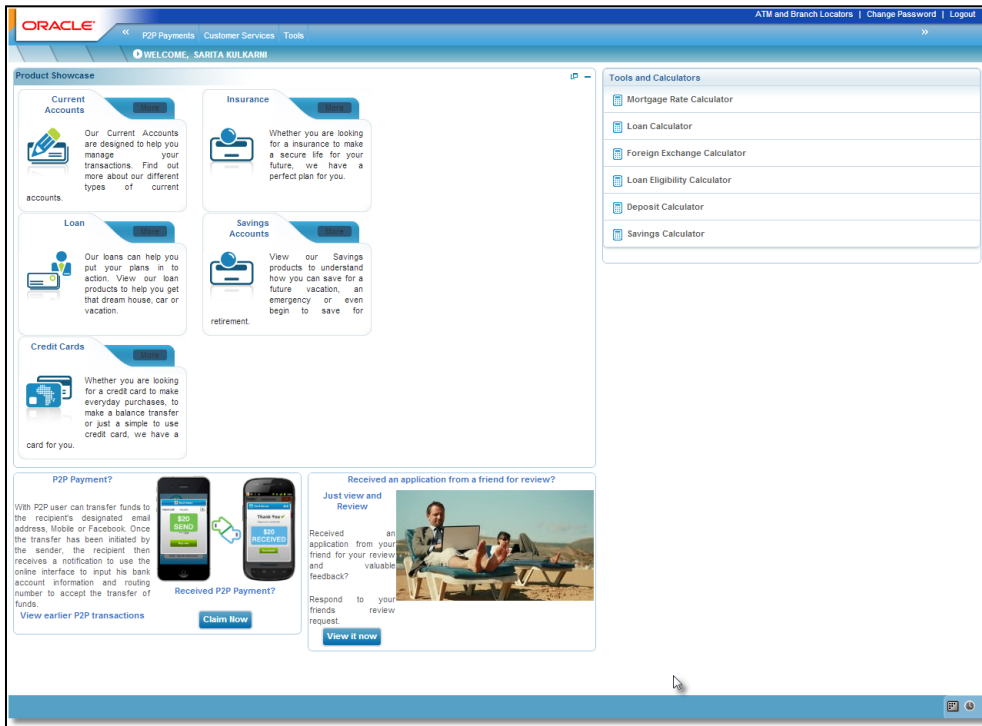 ORACLE
ATM and Branch Locators | Change Password | Logout
« P2P Payments Customer Services Tools »
WELCOME, SARITA KULKARNI
Product Showcase
Current
Accounts
More
Our Current Accounts
are designed to help you
manage your
transactions. Find out
more about our different
types of current
accounts.
Insurance
More
Whether you are looking
for a insurance to make
a secure life for your
future, we have a
perfect plan for you.
Loan
More
Our loans can help you
put your plans in to
action. View our loan
products to help you get
that dream house, car or
vacation.
Savings
Accounts
More
View our Savings
products to understand
how you can save for a
future vacation, an
emergency or even
begin to save for
retirement.
Credit Cards
More
Whether you are looking
for a credit card to make
everyday purchases, to
make a balance transfer
or just a simple to use
credit card, we have a
card for you.
Tools and Calculators
Mortgage Rate Calculator
Loan Calculator
Foreign Exchange Calculator
Loan Eligibility Calculator
Deposit Calculator
Savings Calculator
P2P Payment?
With P2P user can transfer funds to
the recipient's designated email
address, Mobile or Facebook. Once
the transfer has been initiated by
the sender, the recipient then
receives a notification to use the
online interface to input his bank
account information and routing
number to accept the transfer of
funds.
View earlier P2P transactions
$20
SEND
Thank You
$20
RECEIVED
Received P2P Payment?
Claim Now
Received an application from a friend for review?
Just view and
Review
Received an
application from your
friend for your review
and valuable
feedback?
Respond to your
friends review
request.
View it now